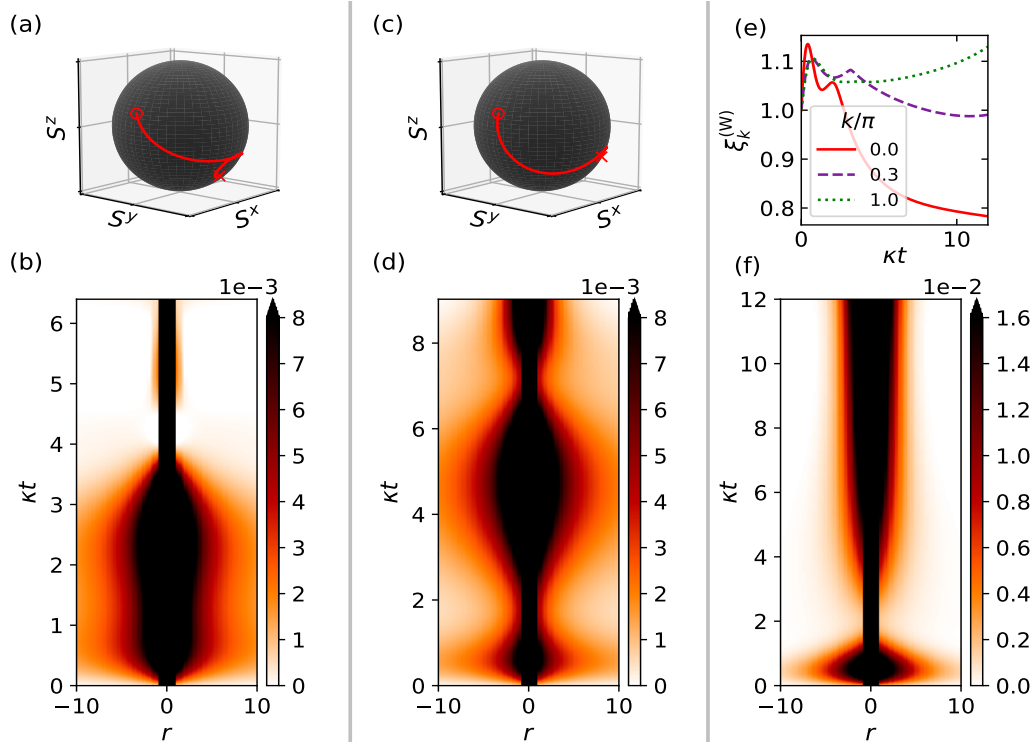 (a)
S^z
S^y
S^x
(c)
S^z
S^y
S^x
(e)
ξ_k^(W)
1.1
1.0
0.9
0.8
k/π
0.0
0.3
1.0
0
10
κt
(b)
1e−3
κt
6
5
4
3
2
1
0
−10
0
10
r
8
7
6
5
4
3
2
1
0
(d)
1e−3
κt
8
6
4
2
0
−10
0
10
r
8
7
6
5
4
3
2
1
0
(f)
1e−2
κt
12
10
8
6
4
2
0
−10
0
10
r
1.6
1.4
1.2
1.0
0.8
0.6
0.4
0.2
0.0